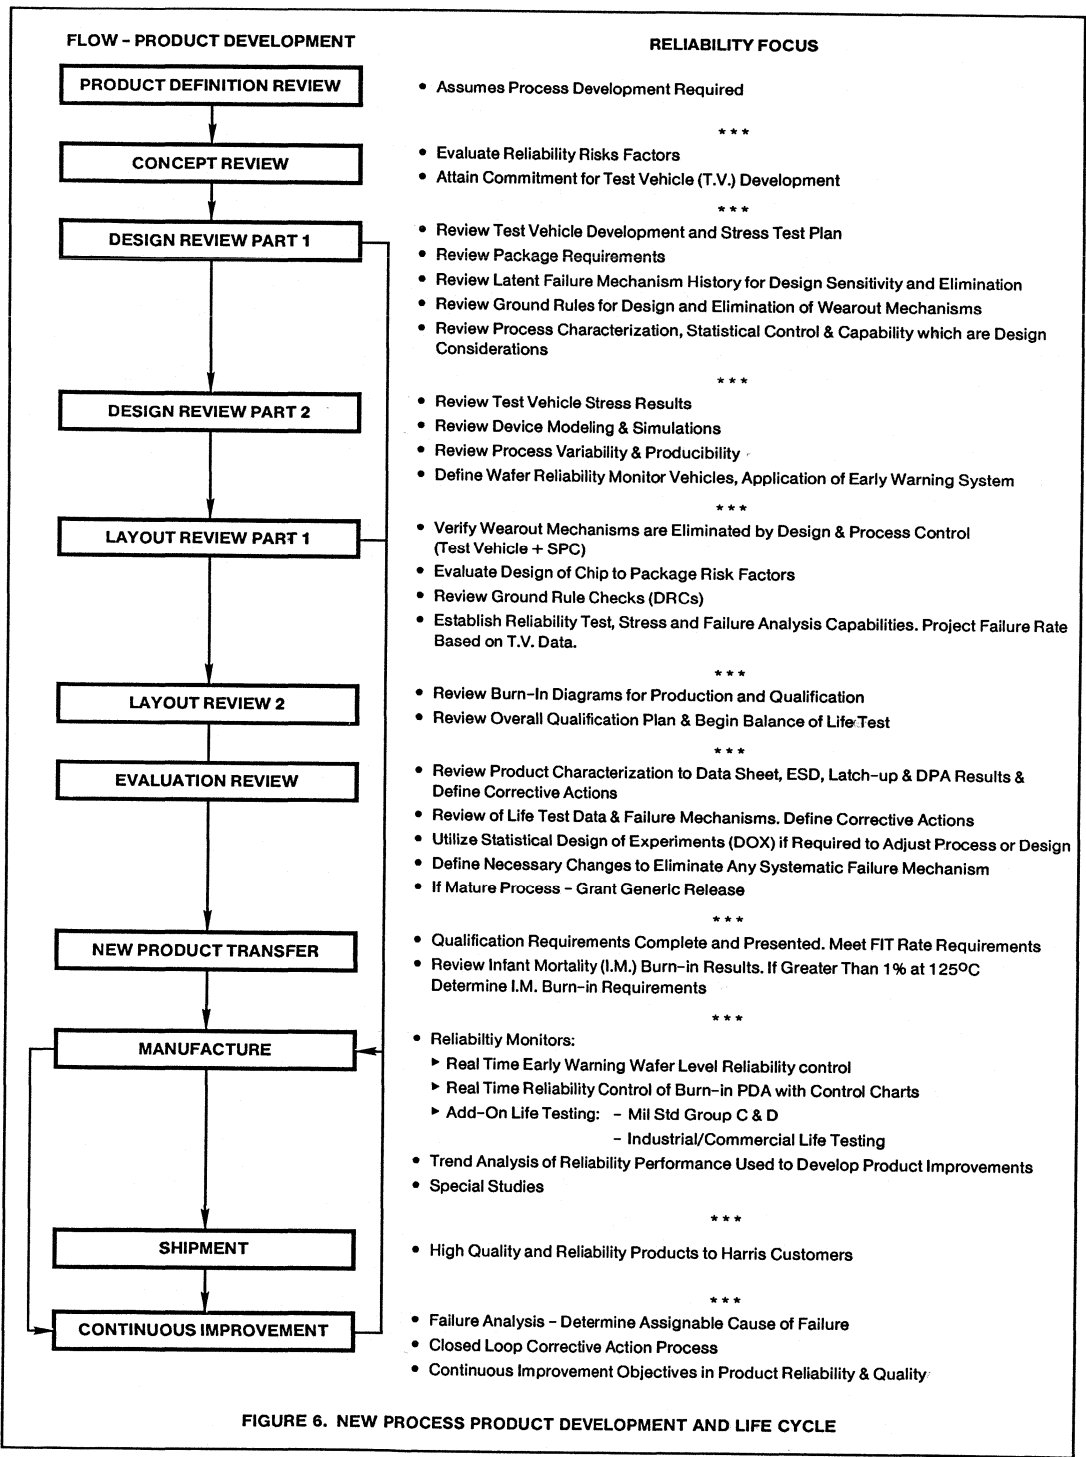 FLOW – PRODUCT DEVELOPMENT
RELIABILITY FOCUS
PRODUCT DEFINITION REVIEW
• Assumes Process Development Required
* * *
CONCEPT REVIEW
• Evaluate Reliability Risks Factors
• Attain Commitment for Test Vehicle (T.V.) Development
* * *
DESIGN REVIEW PART 1
• Review Test Vehicle Development and Stress Test Plan
• Review Package Requirements
• Review Latent Failure Mechanism History for Design Sensitivity and Elimination
• Review Ground Rules for Design and Elimination of Wearout Mechanisms
• Review Process Characterization, Statistical Control & Capability which are Design
Considerations
* * *
DESIGN REVIEW PART 2
• Review Test Vehicle Stress Results
• Review Device Modeling & Simulations
• Review Process Variability & Producibility
• Define Wafer Reliability Monitor Vehicles, Application of Early Warning System
* * *
LAYOUT REVIEW PART 1
• Verify Wearout Mechanisms are Eliminated by Design & Process Control
(Test Vehicle + SPC)
• Evaluate Design of Chip to Package Risk Factors
• Review Ground Rule Checks (DRCs)
• Establish Reliability Test, Stress and Failure Analysis Capabilities. Project Failure Rate
Based on T.V. Data.
* * *
LAYOUT REVIEW 2
• Review Burn-In Diagrams for Production and Qualification
• Review Overall Qualification Plan & Begin Balance of Life Test
* * *
EVALUATION REVIEW
• Review Product Characterization to Data Sheet, ESD, Latch-up & DPA Results &
Define Corrective Actions
• Review of Life Test Data & Failure Mechanisms. Define Corrective Actions
• Utilize Statistical Design of Experiments (DOX) if Required to Adjust Process or Design
• Define Necessary Changes to Eliminate Any Systematic Failure Mechanism
• If Mature Process – Grant Generic Release
* * *
NEW PRODUCT TRANSFER
• Qualification Requirements Complete and Presented. Meet FIT Rate Requirements
• Review Infant Mortality (I.M.) Burn-in Results. If Greater Than 1% at 125ºC
Determine I.M. Burn-in Requirements
* * *
MANUFACTURE
• Reliabiltiy Monitors:
▸ Real Time Early Warning Wafer Level Reliability control
▸ Real Time Reliability Control of Burn-in PDA with Control Charts
▸ Add-On Life Testing: – Mil Std Group C & D
– Industrial/Commercial Life Testing
• Trend Analysis of Reliability Performance Used to Develop Product Improvements
• Special Studies
* * *
SHIPMENT
• High Quality and Reliability Products to Harris Customers
* * *
CONTINUOUS IMPROVEMENT
• Failure Analysis – Determine Assignable Cause of Failure
• Closed Loop Corrective Action Process
• Continuous Improvement Objectives in Product Reliability & Quality
FIGURE 6. NEW PROCESS PRODUCT DEVELOPMENT AND LIFE CYCLE